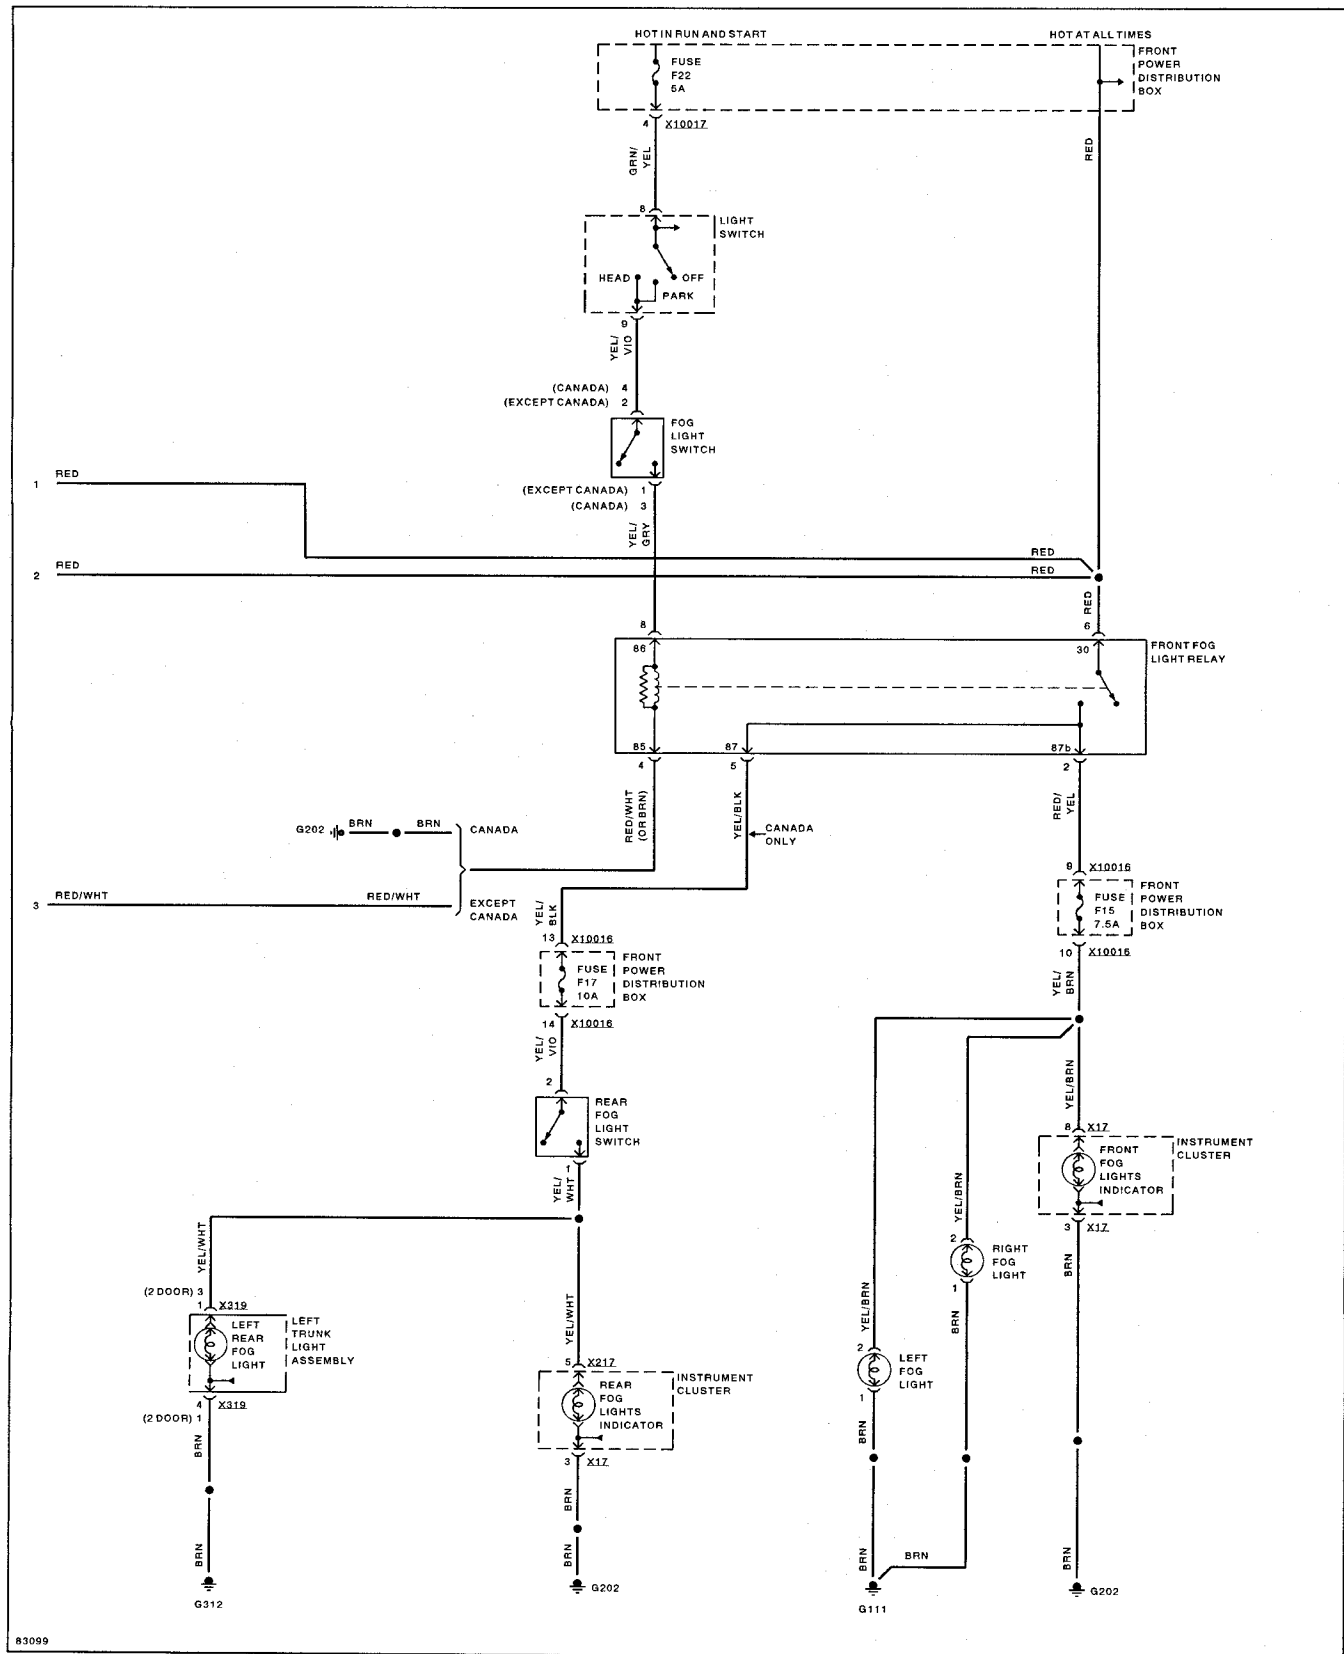 HOT IN RUN AND START
HOT AT ALL TIMES
FUSE
F22
5A
FRONT
POWER
DISTRIBUTION
BOX
4 X10017
GRN/
YEL
RED
8
LIGHT
SWITCH
HEAD
OFF
PARK
9
YEL/
VIO
(CANADA) 4
(EXCEPT CANADA) 2
FOG
LIGHT
SWITCH
(EXCEPT CANADA) 1
(CANADA) 3
YEL/
GRY
1 RED
RED
2 RED
RED
RED
8
6
86
30
FRONT FOG
LIGHT RELAY
85
87
87b
4
5
2
RED/WHT
(OR BRN)
YEL/BLK
CANADA
ONLY
RED/
YEL
G202
BRN
BRN
CANADA
3 RED/WHT
RED/WHT
EXCEPT
CANADA
YEL/
BLK
13 X10016
FUSE
F17
10A
FRONT
POWER
DISTRIBUTION
BOX
14 X10016
YEL/
VIO
2
REAR
FOG
LIGHT
SWITCH
1
YEL/
WHT
9 X10016
FUSE
F15
7.5A
FRONT
POWER
DISTRIBUTION
BOX
10 X10016
YEL/
BRN
YEL/BRN
8 X17
FRONT
FOG
LIGHTS
INDICATOR
INSTRUMENT
CLUSTER
3 X17
BRN
YEL/BRN
2
RIGHT
FOG
LIGHT
1
BRN
YEL/BRN
2
LEFT
FOG
LIGHT
1
BRN
YEL/WHT
(2 DOOR) 3
1 X319
LEFT
REAR
FOG
LIGHT
LEFT
TRUNK
LIGHT
ASSEMBLY
4 X319
(2 DOOR) 1
BRN
YEL/WHT
5 X217
REAR
FOG
LIGHTS
INDICATOR
INSTRUMENT
CLUSTER
3 X17
BRN
BRN
G312
BRN
G202
BRN
BRN
G111
BRN
G202
83099